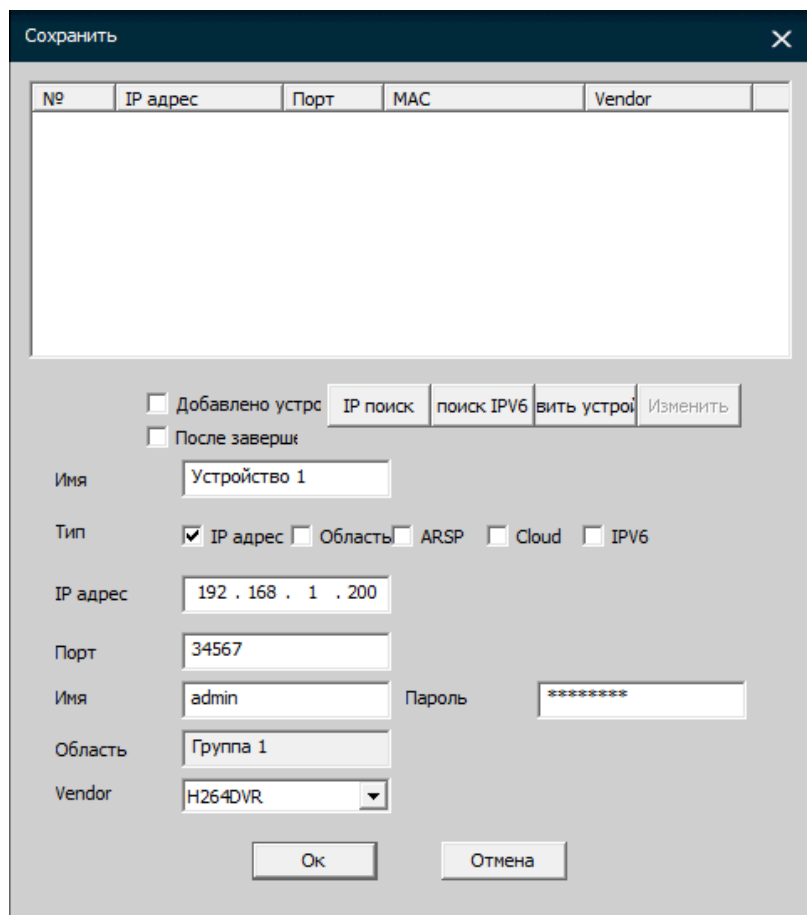 Сохранить
№ IP адрес Порт MAC Vendor
Добавлено устро IP поиск поиск IPV6 вить устрой Изменить
После заверше
Имя Устройство 1
Тип IP адрес Область ARSP Cloud IPV6
IP адрес 192 . 168 . 1 . 200
Порт 34567
Имя admin Пароль ********
Область Группа 1
Vendor H264DVR
Ок Отмена